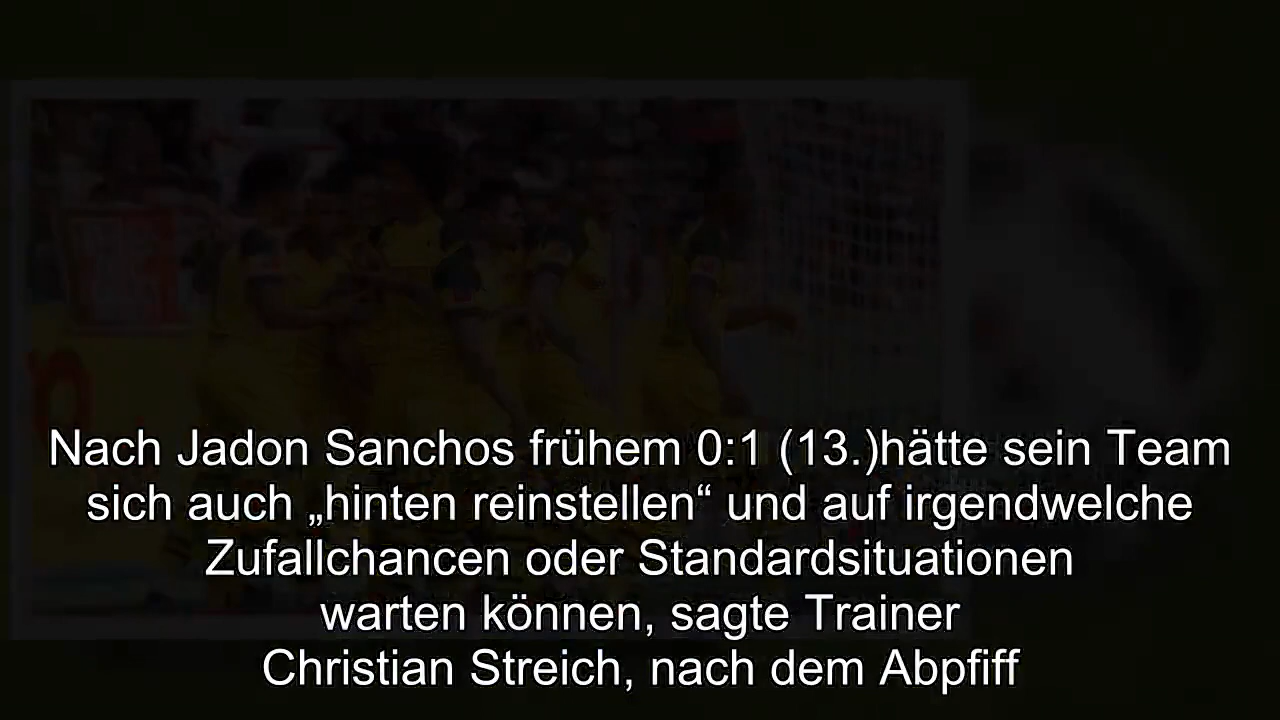 Nach Jadon Sanchos frühem 0:1 (13.)hätte sein Team
sich auch „hinten reinstellen“ und auf irgendwelche
Zufallchancen oder Standardsituationen
warten können, sagte Trainer
Christian Streich, nach dem Abpfiff